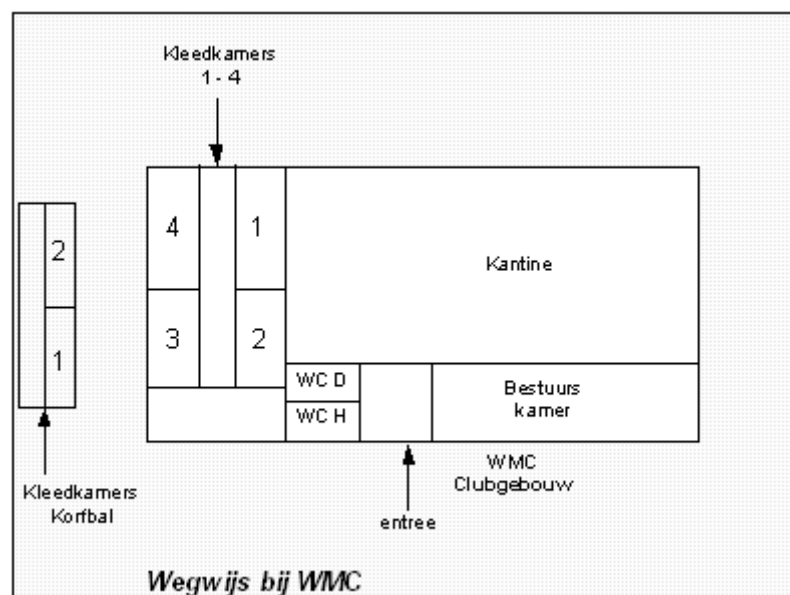 Kleedkamers
1 - 4
4
1
2
Kantine
3
2
1
WC D
WC H
Bestuurs
kamer
WMC
Clubgebouw
Kleedkamers
Korfbal
entree
Wegwijs bij WMC